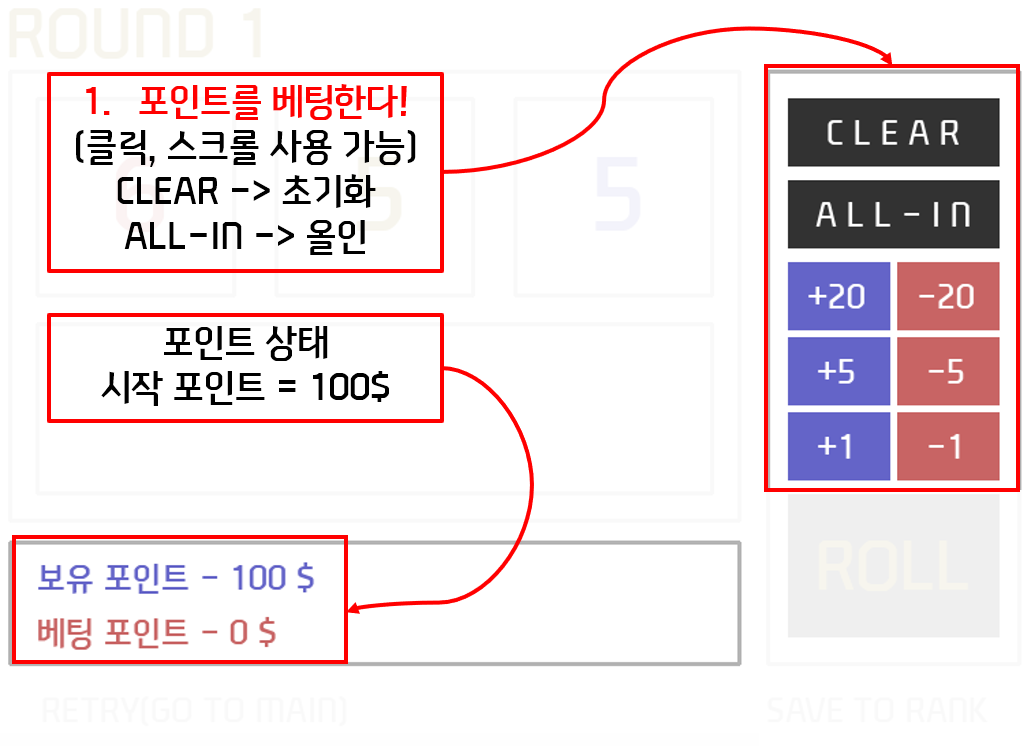 ROUND 1
1. 포인트를 베팅한다!
(클릭, 스크롤 사용 가능)
CLEAR -> 초기화
ALL-IN -> 올인
6
5
5
포인트 상태
시작 포인트 = 100$
보유 포인트 - 100 $
베팅 포인트 - 0 $
CLEAR
ALL-IN
+20 -20
+5 -5
+1 -1
ROLL
RETRY(GO TO MAIN)
SAVE TO RANK